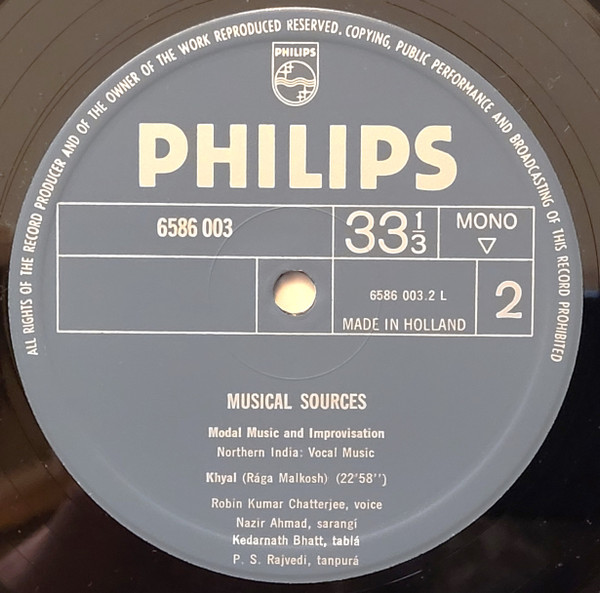 ALL RIGHTS OF THE RECORD PRODUCER AND OF THE OWNER OF THE WORK REPRODUCED RESERVED. COPYING, PUBLIC PERFORMANCE AND BROADCASTING OF THIS RECORD PROHIBITED
PHILIPS
PHILIPS
6586 003
33 1/3
MONO
▽
6586 003.2 L
2
MADE IN HOLLAND
MUSICAL SOURCES
Modal Music and Improvisation
Northern India: Vocal Music
Khyal (Rága Malkosh) (22'58'')
Robin Kumar Chatterjee, voice
Nazir Ahmad, sarangi
Kedarnath Bhatt, tablá
P. S. Rajvedi, tanpurá